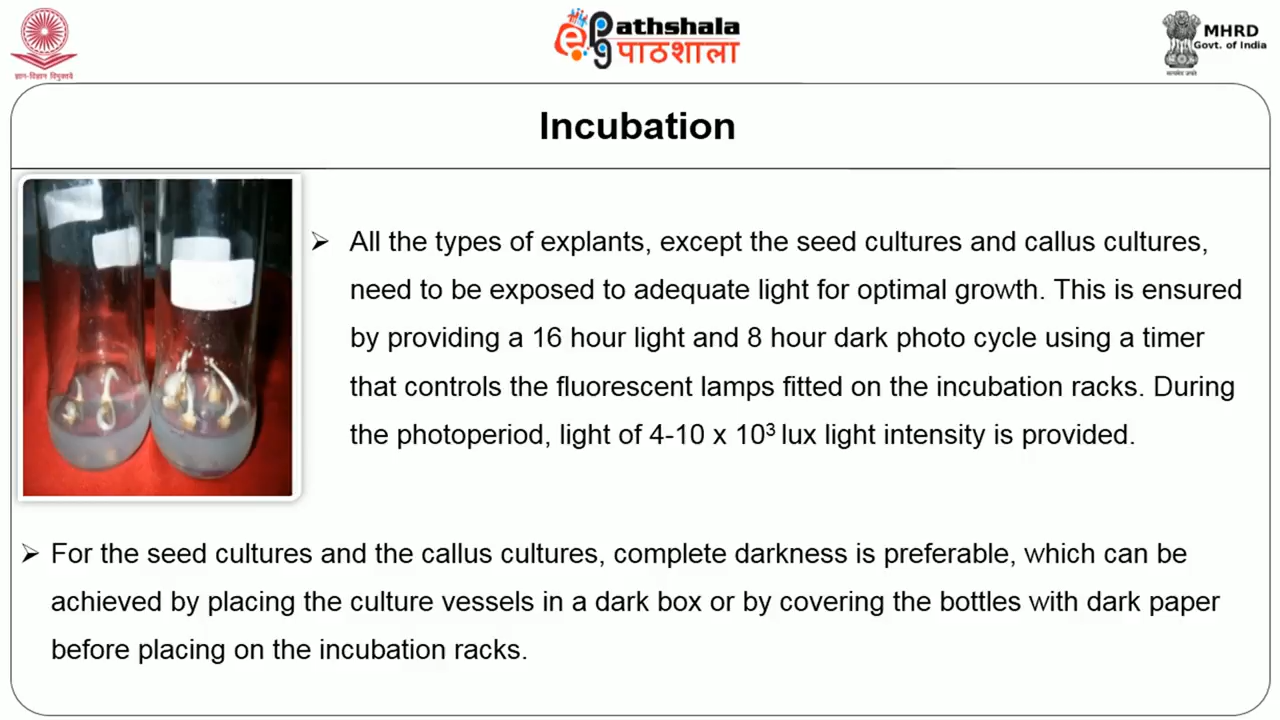 ज्ञान-विज्ञान विमुक्तये
ePathshala
पाठशाला
MHRD
Govt. of India
सत्यमेव जयते
Incubation
➢ All the types of explants, except the seed cultures and callus cultures,
need to be exposed to adequate light for optimal growth. This is ensured
by providing a 16 hour light and 8 hour dark photo cycle using a timer
that controls the fluorescent lamps fitted on the incubation racks. During
the photoperiod, light of 4-10 x 10³ lux light intensity is provided.
➢ For the seed cultures and the callus cultures, complete darkness is preferable, which can be
achieved by placing the culture vessels in a dark box or by covering the bottles with dark paper
before placing on the incubation racks.